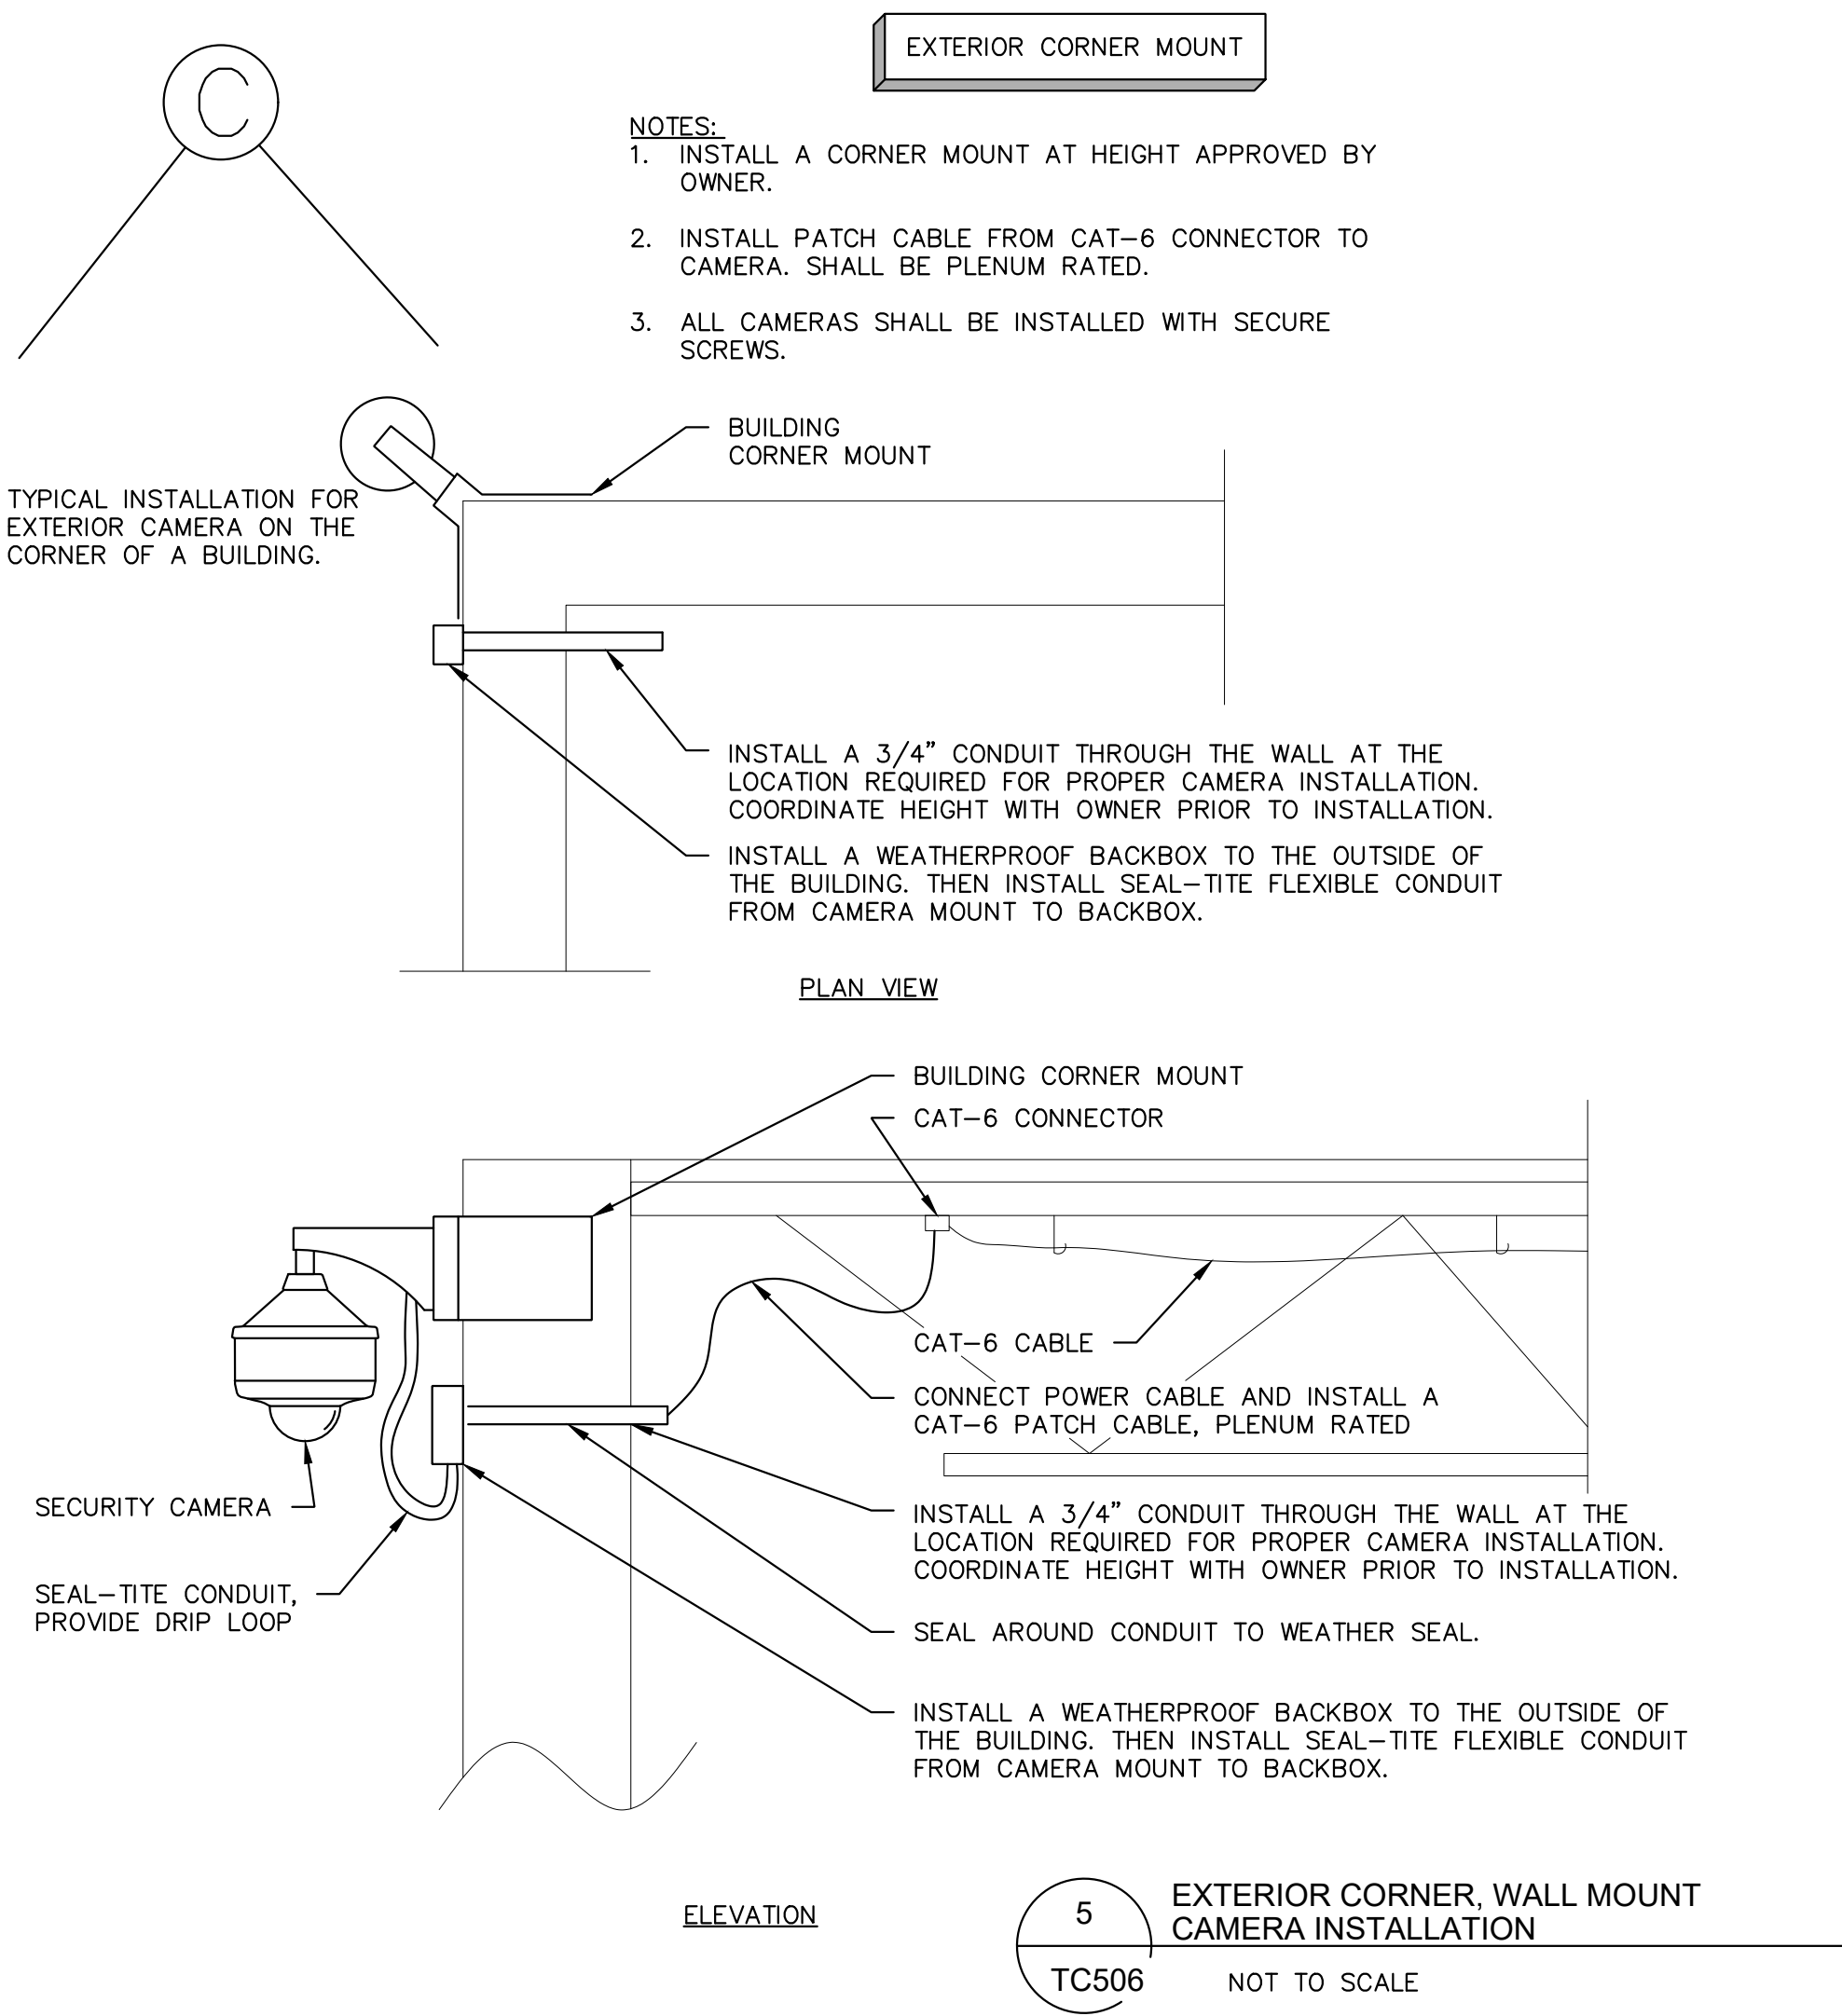 C
EXTERIOR CORNER MOUNT
NOTES:
1. INSTALL A CORNER MOUNT AT HEIGHT APPROVED BY
OWNER.
2. INSTALL PATCH CABLE FROM CAT-6 CONNECTOR TO
CAMERA. SHALL BE PLENUM RATED.
3. ALL CAMERAS SHALL BE INSTALLED WITH SECURE
SCREWS.
BUILDING
CORNER MOUNT
TYPICAL INSTALLATION FOR
EXTERIOR CAMERA ON THE
CORNER OF A BUILDING.
INSTALL A 3/4" CONDUIT THROUGH THE WALL AT THE
LOCATION REQUIRED FOR PROPER CAMERA INSTALLATION.
COORDINATE HEIGHT WITH OWNER PRIOR TO INSTALLATION.
INSTALL A WEATHERPROOF BACKBOX TO THE OUTSIDE OF
THE BUILDING. THEN INSTALL SEAL-TITE FLEXIBLE CONDUIT
FROM CAMERA MOUNT TO BACKBOX.
PLAN VIEW
BUILDING CORNER MOUNT
CAT-6 CONNECTOR
CAT-6 CABLE
CONNECT POWER CABLE AND INSTALL A
CAT-6 PATCH CABLE, PLENUM RATED
SECURITY CAMERA
INSTALL A 3/4" CONDUIT THROUGH THE WALL AT THE
LOCATION REQUIRED FOR PROPER CAMERA INSTALLATION.
COORDINATE HEIGHT WITH OWNER PRIOR TO INSTALLATION.
SEAL-TITE CONDUIT,
PROVIDE DRIP LOOP
SEAL AROUND CONDUIT TO WEATHER SEAL.
INSTALL A WEATHERPROOF BACKBOX TO THE OUTSIDE OF
THE BUILDING. THEN INSTALL SEAL-TITE FLEXIBLE CONDUIT
FROM CAMERA MOUNT TO BACKBOX.
ELEVATION
5
TC506
EXTERIOR CORNER, WALL MOUNT
CAMERA INSTALLATION
NOT TO SCALE